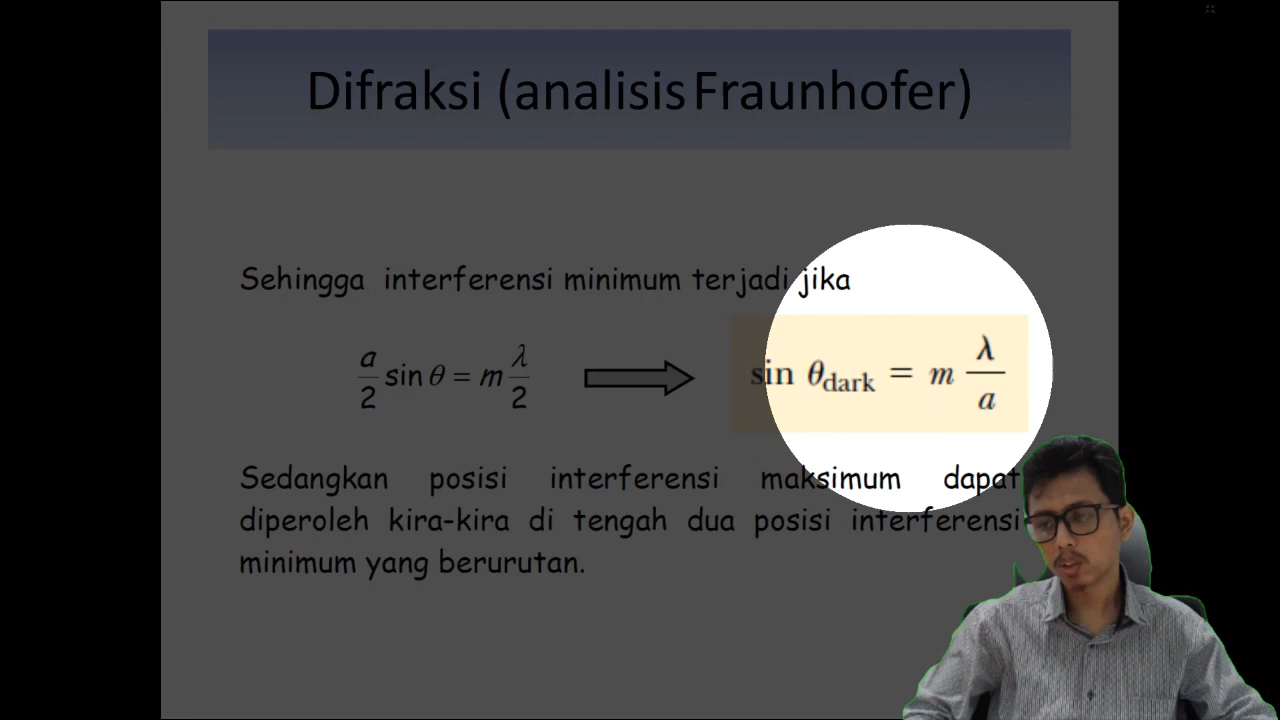 Difraksi (analisis Fraunhofer)
Sehingga interferensi minimum terjadi jika
a/2 sin θ = m λ/2
sin θdark = m λ/a
Sedangkan posisi interferensi maksimum dapat
diperoleh kira-kira di tengah dua posisi interferensi
minimum yang berurutan.